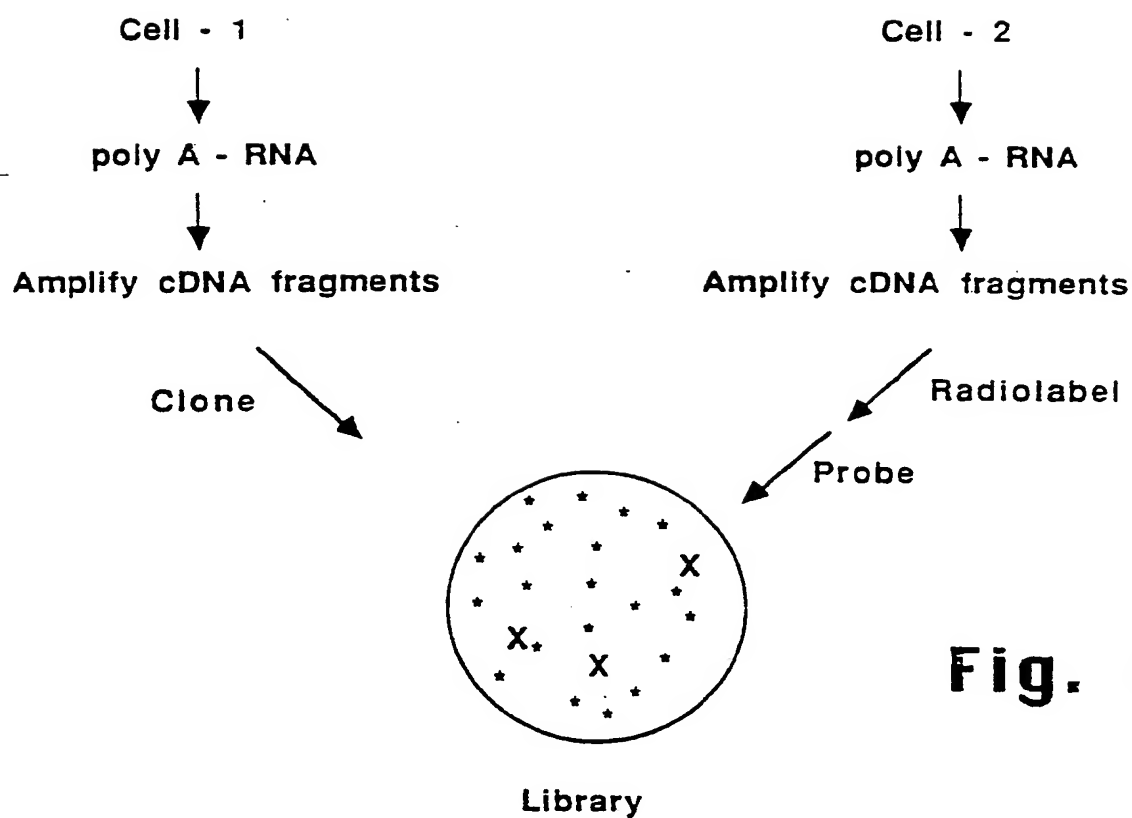 Cell - 1
poly A - RNA
Amplify cDNA fragments
Clone
Cell - 2
poly A - RNA
Amplify cDNA fragments
Radiolabel
Probe
X
X
X
Fig.
Library